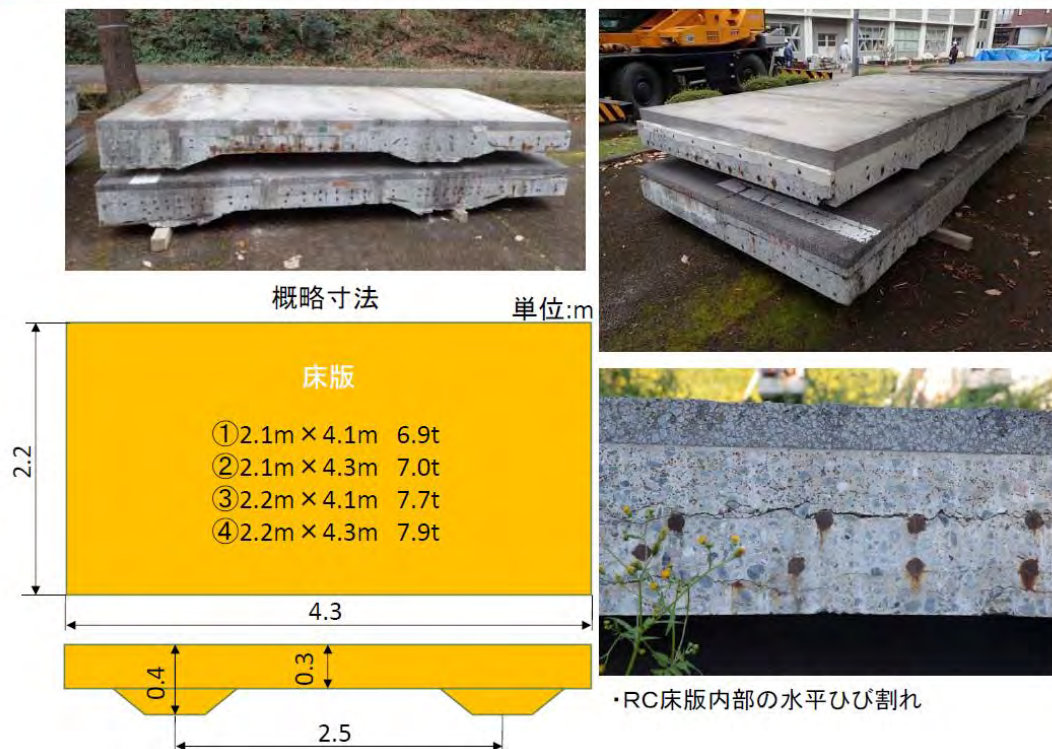 概略寸法
単位:m
床版
①2.1m×4.1m 6.9t
②2.1m×4.3m 7.0t
③2.2m×4.1m 7.7t
④2.2m×4.3m 7.9t
2.2
4.3
0.4
0.3
2.5
・RC床版内部の水平ひび割れ